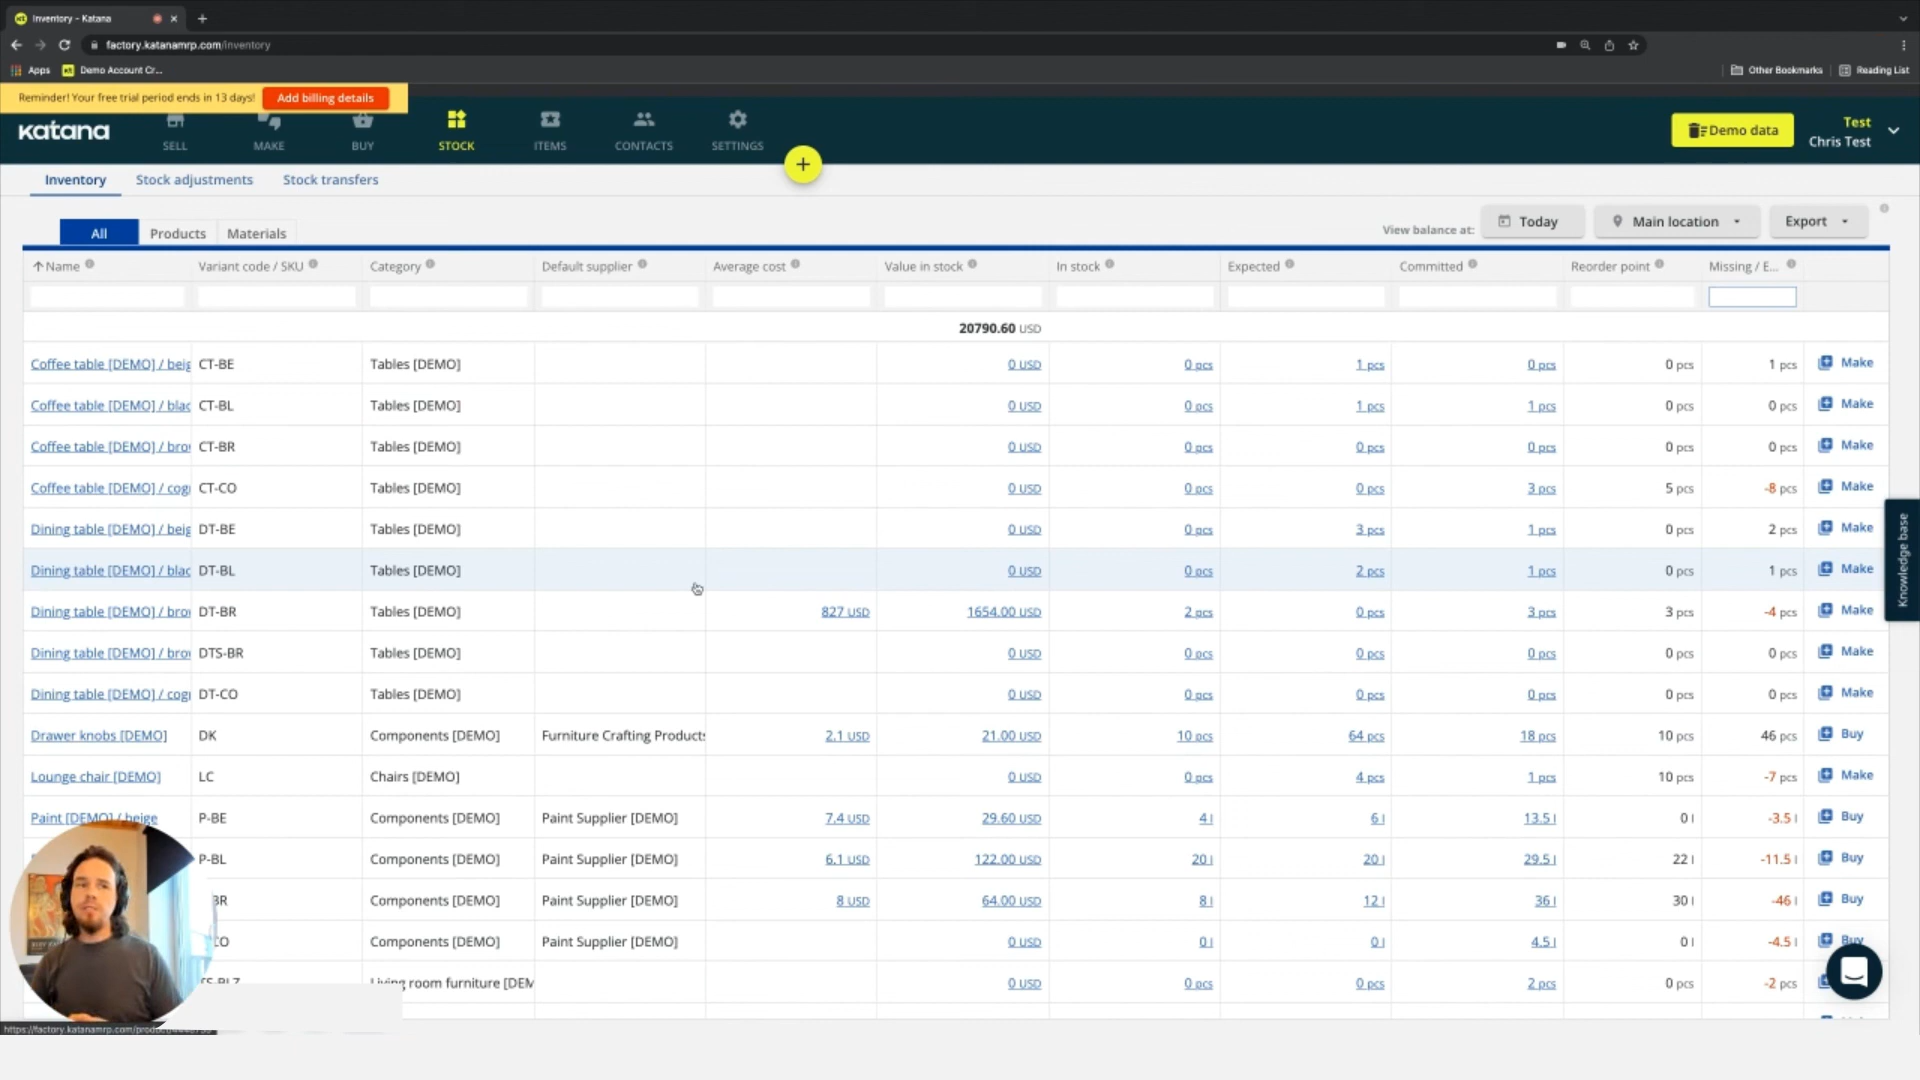 Inventory - Katana
factory.katanamrp.com/inventory
Apps Demo Account Cr... Other Bookmarks Reading List
Reminder! Your free trial period ends in 13 days! Add billing details
katana SELL MAKE BUY STOCK ITEMS CONTACTS SETTINGS + Demo data Test Chris Test
Inventory Stock adjustments Stock transfers
All Products Materials View balance at: Today Main location Export
Name Variant code / SKU Category Default supplier Average cost Value in stock In stock Expected Committed Reorder point Missing / E...
20790.60 USD
Coffee table [DEMO] / beig CT-BE Tables [DEMO] 0 USD 0 pcs 1 pcs 0 pcs 0 pcs 1 pcs Make
Coffee table [DEMO] / blac CT-BL Tables [DEMO] 0 USD 0 pcs 1 pcs 1 pcs 0 pcs 0 pcs Make
Coffee table [DEMO] / brow CT-BR Tables [DEMO] 0 USD 0 pcs 0 pcs 0 pcs 0 pcs 0 pcs Make
Coffee table [DEMO] / cogn CT-CO Tables [DEMO] 0 USD 0 pcs 0 pcs 3 pcs 5 pcs -8 pcs Make
Dining table [DEMO] / beig DT-BE Tables [DEMO] 0 USD 0 pcs 3 pcs 1 pcs 0 pcs 2 pcs Make
Dining table [DEMO] / blac DT-BL Tables [DEMO] 0 USD 0 pcs 2 pcs 1 pcs 0 pcs 1 pcs Make
Dining table [DEMO] / brow DT-BR Tables [DEMO] 827 USD 1654.00 USD 2 pcs 0 pcs 3 pcs 3 pcs -4 pcs Make
Dining table [DEMO] / brow DTS-BR Tables [DEMO] 0 USD 0 pcs 0 pcs 0 pcs 0 pcs 0 pcs Make
Dining table [DEMO] / cogn DT-CO Tables [DEMO] 0 USD 0 pcs 0 pcs 0 pcs 0 pcs 0 pcs Make
Drawer knobs [DEMO] DK Components [DEMO] Furniture Crafting Products 2.1 USD 21.00 USD 10 pcs 64 pcs 18 pcs 10 pcs 46 pcs Buy
Lounge chair [DEMO] LC Chairs [DEMO] 0 USD 0 pcs 4 pcs 1 pcs 10 pcs -7 pcs Make
Paint [DEMO] / beige P-BE Components [DEMO] Paint Supplier [DEMO] 7.4 USD 29.60 USD 4 l 6 l 13.5 l 0 l -3.5 l Buy
P-BL Components [DEMO] Paint Supplier [DEMO] 6.1 USD 122.00 USD 20 l 20 l 29.5 l 22 l -11.5 l Buy
BR Components [DEMO] Paint Supplier [DEMO] 8 USD 64.00 USD 8 l 12 l 36 l 30 l -46 l Buy
CO Components [DEMO] Paint Supplier [DEMO] 0 USD 0 l 0 l 4.5 l 0 l -4.5 l Buy
Living room furniture [DEM 0 USD 0 pcs 0 pcs 2 pcs 0 pcs -2 pcs
Knowledge base